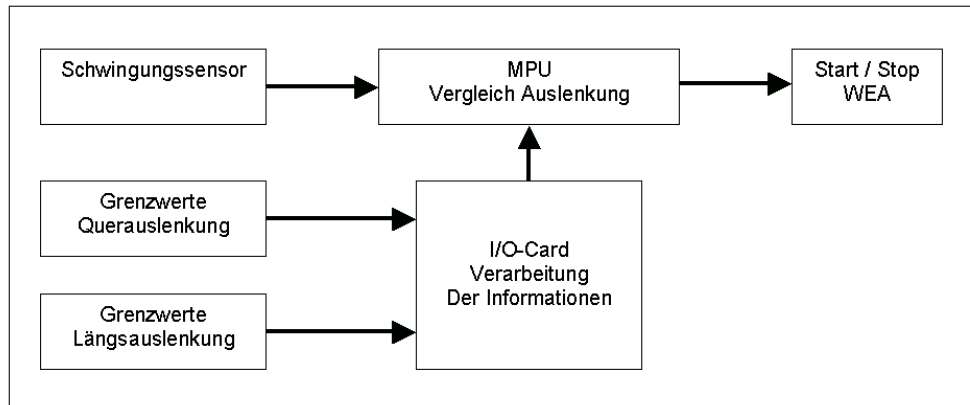 Schwingungssensor
MPU
Vergleich Auslenkung
Start / Stop
WEA
Grenzwerte
Querauslenkung
I/O-Card
Verarbeitung
Der Informationen
Grenzwerte
Längsauslenkung